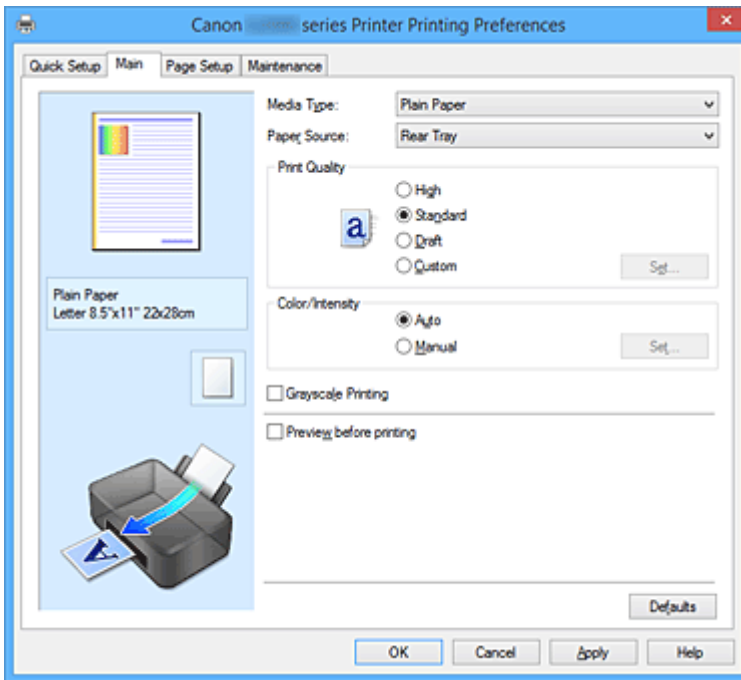 Canon series Printer Printing Preferences
Quick Setup Main Page Setup Maintenance
Media Type: Plain Paper
Paper Source: Rear Tray
Print Quality
High
Standard
Draft
Custom Set...
Color/Intensity
Auto
Manual Set...
Grayscale Printing
Preview before printing
Plain Paper
Letter 8.5"x11" 22x28cm
a
A
Defaults
OK Cancel Apply Help